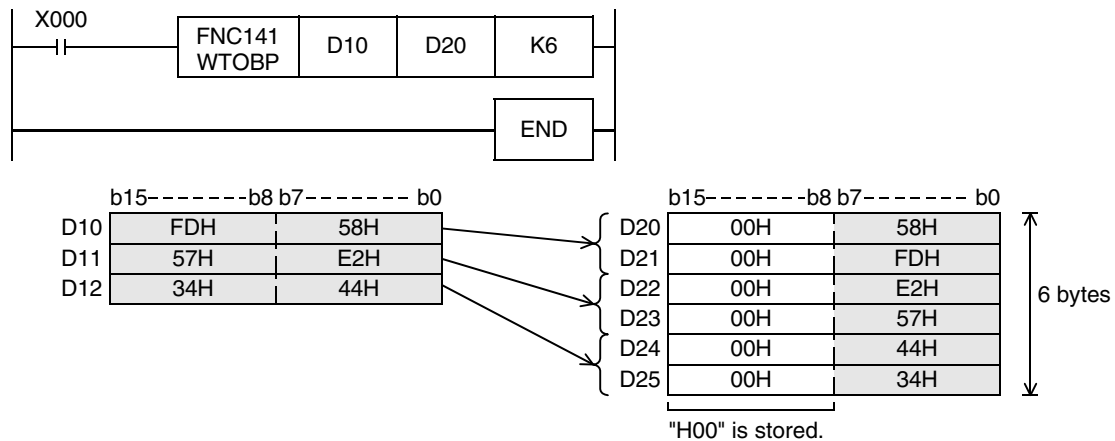 X000
FNC141 WTOBP D10 D20 K6
END
b15-------b8 b7------- b0 b15-------b8 b7------- b0
D10 FDH 58H D20 00H 58H
D11 57H E2H D21 00H FDH
D12 34H 44H D22 00H E2H
6 bytes
D23 00H 57H
D24 00H 44H
D25 00H 34H
"H00" is stored.